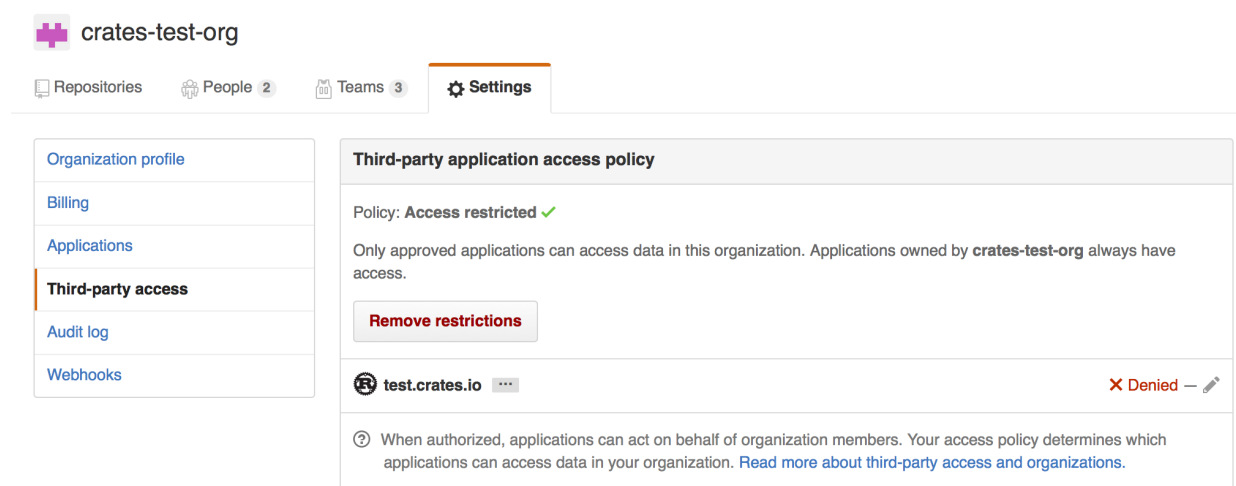 crates-test-org
Repositories People 2 Teams 3 Settings
Organization profile
Billing
Applications
Third-party access
Audit log
Webhooks
Third-party application access policy
Policy: Access restricted
Only approved applications can access data in this organization. Applications owned by crates-test-org always have
access.
Remove restrictions
test.crates.io ···
Denied —
When authorized, applications can act on behalf of organization members. Your access policy determines which
applications can access data in your organization. Read more about third-party access and organizations.